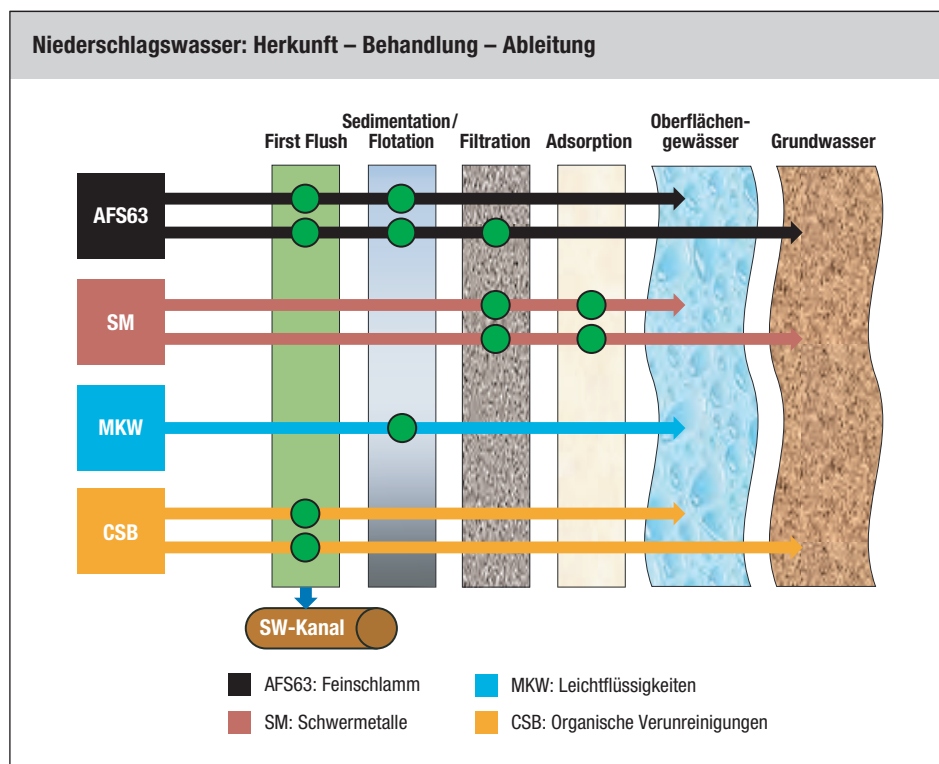 Niederschlagswasser: Herkunft – Behandlung – Ableitung
First Flush
Sedimentation/
Flotation
Filtration
Adsorption
Oberflächen-
gewässer
Grundwasser
AFS63
SM
MKW
CSB
SW-Kanal
AFS63: Feinschlamm
MKW: Leichtflüssigkeiten
SM: Schwermetalle
CSB: Organische Verunreinigungen